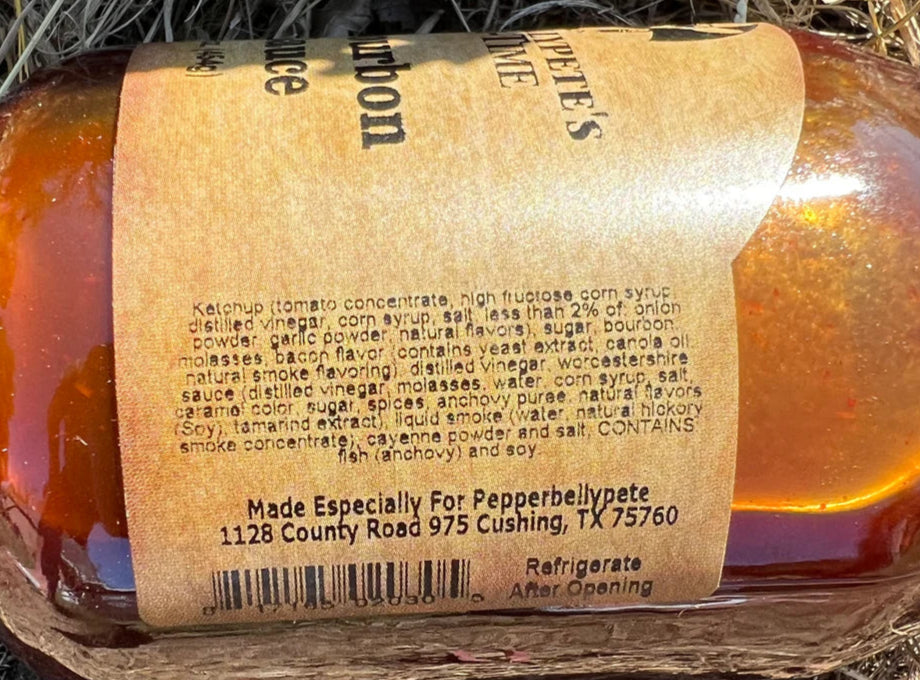 LYPETE'S
TIME
urbon
uce
Ketchup (tomato concentrate, high fructose corn syrup,
distilled vinegar, corn syrup, salt, less than 2% of: onion
powder, garlic powder, natural flavors), sugar, bourbon,
molasses, bacon flavor (contains yeast extract, canola oil,
natural smoke flavoring), distilled vinegar, worcestershire
sauce (distilled vinegar, molasses, water, corn syrup, salt,
caramel color, sugar, spices, anchovy puree, natural flavors
(Soy), tamarind extract), liquid smoke (water, natural hickory
smoke concentrate), cayenne powder and salt, CONTAINS
fish (anchovy) and soy
Made Especially For Pepperbellypete
1128 County Road 975 Cushing, TX 75760
Refrigerate
After Opening